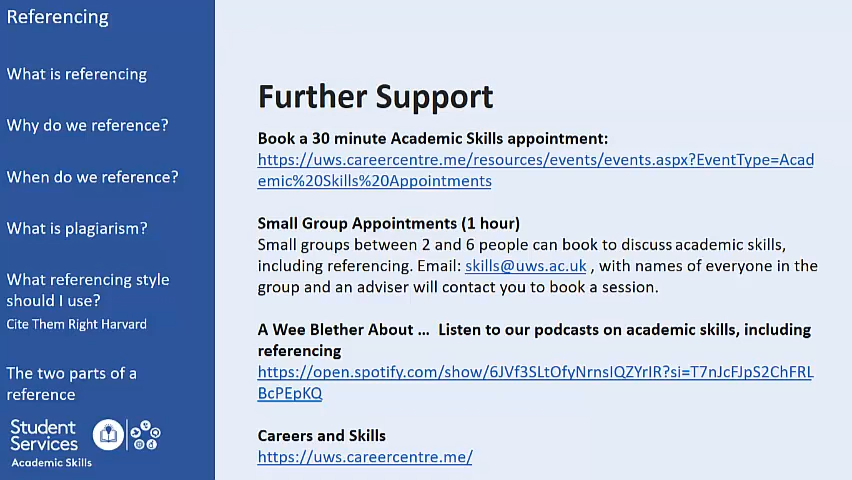 Referencing
What is referencing
Why do we reference?
When do we reference?
What is plagiarism?
What referencing style
should I use?
Cite Them Right Harvard
The two parts of a
reference
Student
Services
Academic Skills
Further Support
Book a 30 minute Academic Skills appointment:
https://uws.careercentre.me/resources/events/events.aspx?EventType=Acad
emic%20Skills%20Appointments
Small Group Appointments (1 hour)
Small groups between 2 and 6 people can book to discuss academic skills,
including referencing. Email: skills@uws.ac.uk , with names of everyone in the
group and an adviser will contact you to book a session.
A Wee Blether About … Listen to our podcasts on academic skills, including
referencing
https://open.spotify.com/show/6JVf3SLtOfyNrnsIQZYrIR?si=T7nJcFJpS2ChFRL
BcPEpKQ
Careers and Skills
https://uws.careercentre.me/